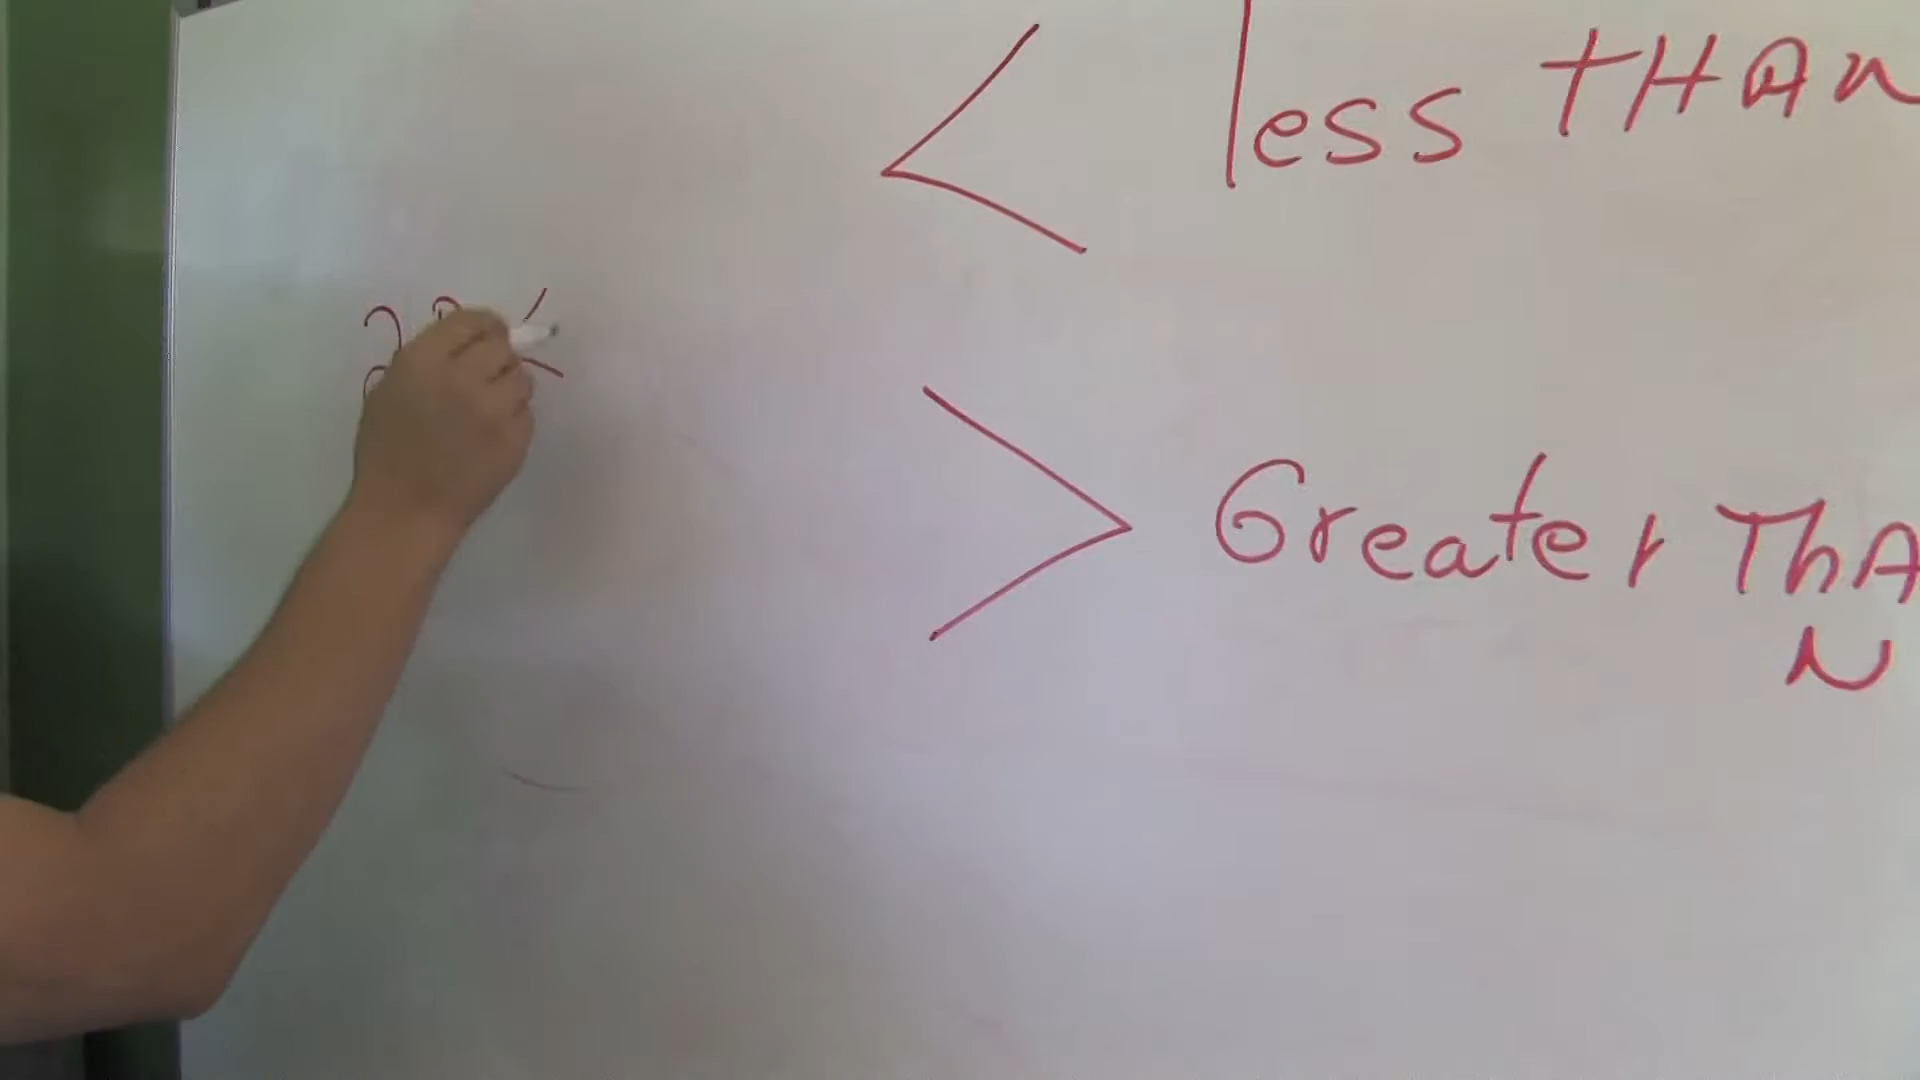 < less THAN
> Greater ThA
N
<